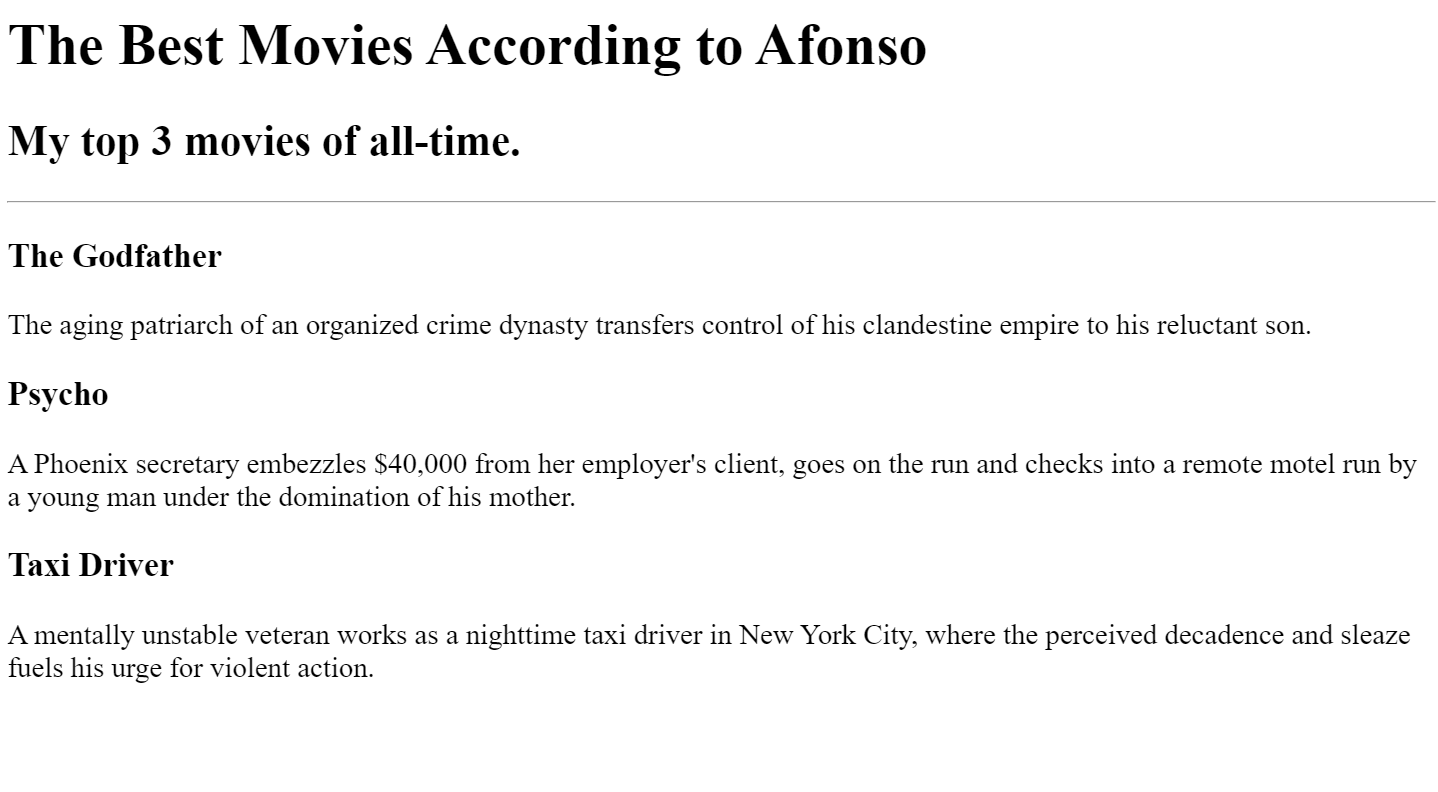 The Best Movies According to Afonso
My top 3 movies of all-time.
The Godfather
The aging patriarch of an organized crime dynasty transfers control of his clandestine empire to his reluctant son.
Psycho
A Phoenix secretary embezzles $40,000 from her employer's client, goes on the run and checks into a remote motel run by
a young man under the domination of his mother.
Taxi Driver
A mentally unstable veteran works as a nighttime taxi driver in New York City, where the perceived decadence and sleaze
fuels his urge for violent action.